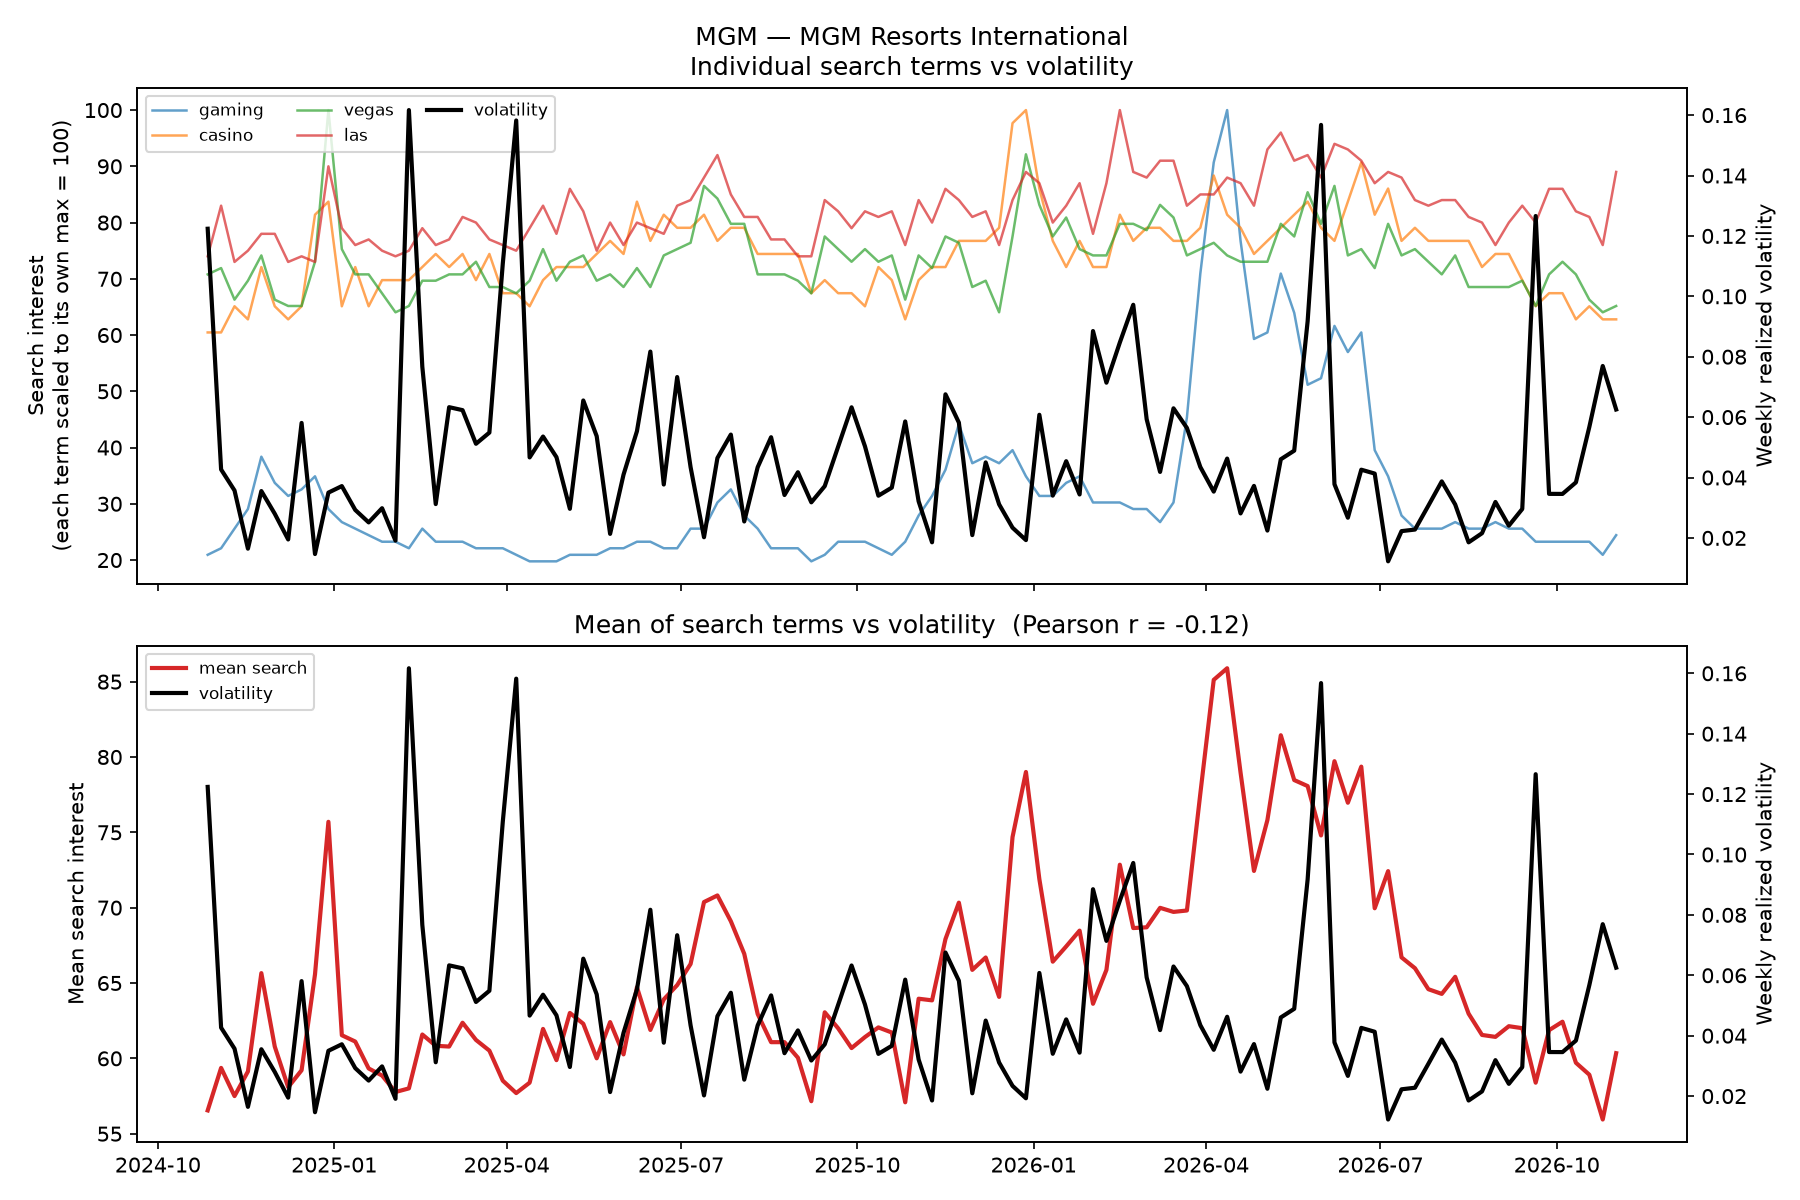 MGM — MGM Resorts International
Individual search terms vs volatility
gaming
casino
vegas
las
volatility
Search interest
(each term scaled to its own max = 100)
100
90
80
70
60
50
40
30
20
0.16
0.14
0.12
0.10
0.08
0.06
0.04
0.02
Weekly realized volatility
Mean of search terms vs volatility (Pearson r = -0.12)
mean search
volatility
Mean search interest
85
80
75
70
65
60
55
0.16
0.14
0.12
0.10
0.08
0.06
0.04
0.02
Weekly realized volatility
2024-10
2025-01
2025-04
2025-07
2025-10
2026-01
2026-04
2026-07
2026-10